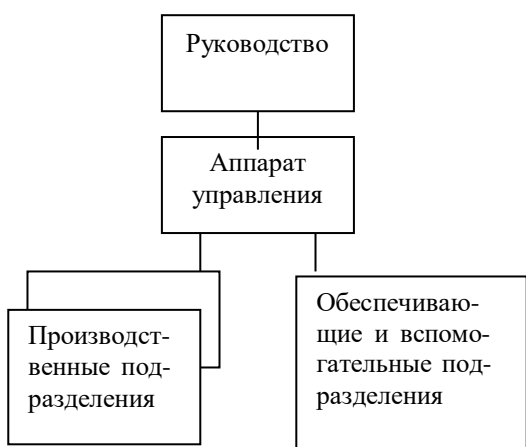 Руководство
Аппарат
управления
Производст-
венные под-
разделения
Обеспечиваю-
щие и вспомо-
гательные под-
разделения